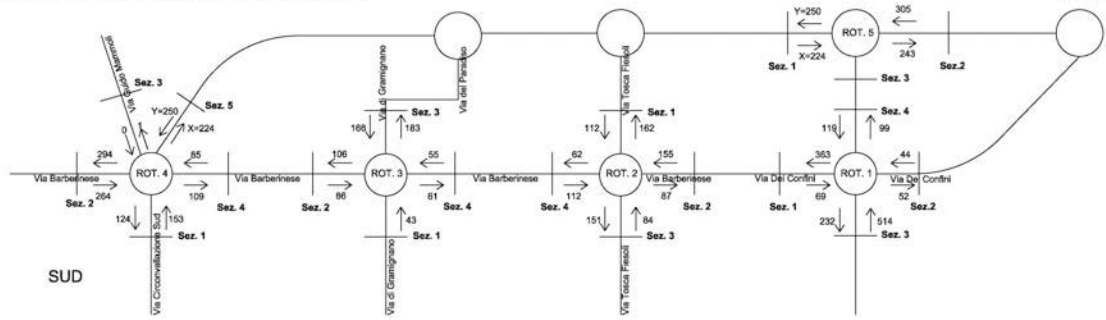 Y=250
305
ROT. 5
X=224
243
Sez. 1
Sez.2
Via Guido Mammoli
Sez. 3
Sez. 5
Y=250
X=224
0
Via di Gramignano
Via del Paradiso
Sez. 3
168
183
Via Tosca Fiesoli
Sez. 1
112
162
Sez. 3
Sez. 4
119
99
294
65
106
55
62
155
363
44
ROT. 4
ROT. 3
ROT. 2
ROT. 1
Via Barberinese
Via Barberinese
Via Barberinese
Via Barberinese
Via Dei Confini
Via Dei Confini
264
109
86
61
112
87
69
52
Sez. 2
Sez. 4
Sez. 2
Sez. 4
Sez. 4
Sez. 2
Sez. 1
Sez.2
124
153
43
151
84
232
514
Sez. 1
Sez. 1
Sez. 3
Sez. 3
Via Circonvallazione Sud
Via di Gramignano
Via Tosca Fiesoli
SUD